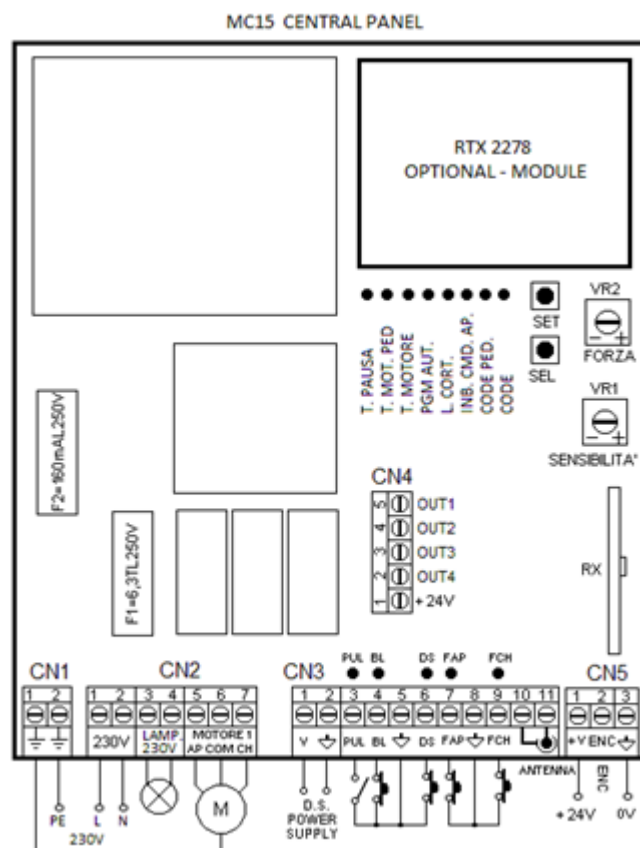 MC15 CENTRAL PANEL
RTX 2278
OPTIONAL - MODULE
T. PAUSA
T. MOT. PED
T. MOTORE
PGM AUT.
L. CORT.
INB. CMD. AP.
CODE PED.
CODE
SET
SEL
VR2
- +
FORZA
VR1
- +
SENSIBILITA'
F2=160mAL250V
F1=6,3TL250V
CN4
5 OUT1
4 OUT2
3 OUT3
2 OUT4
1 +24V
RX
CN1
1 2
PE
CN2
1 2 3 4 5 6 7
230V
LAMP
230V
MOTORE 1
AP COM CH
L N
230V
M
CN3
PUL BL DS FAP FCH
1 2 3 4 5 6 7 8 9 10 11
V PUL BL DS FAP FCH
ANTENNA
D.S.
POWER
SUPPLY
CN5
1 2 3
+V ENC
ENC
+ 24V 0V